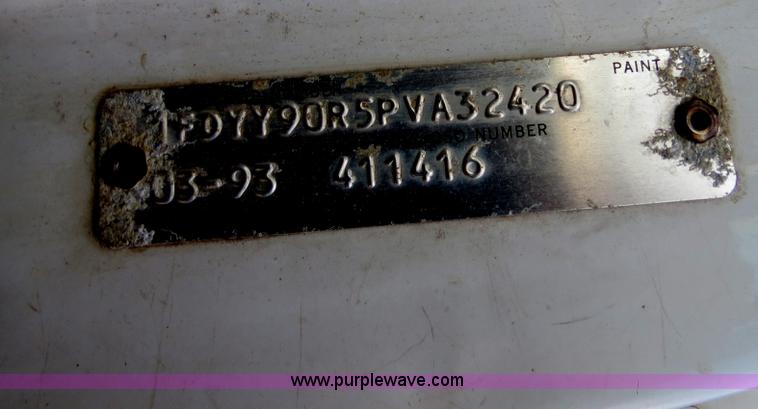 PAINT
1FDYY90R5PVA32420
NUMBER
03-93 411416
www.purplewave.com